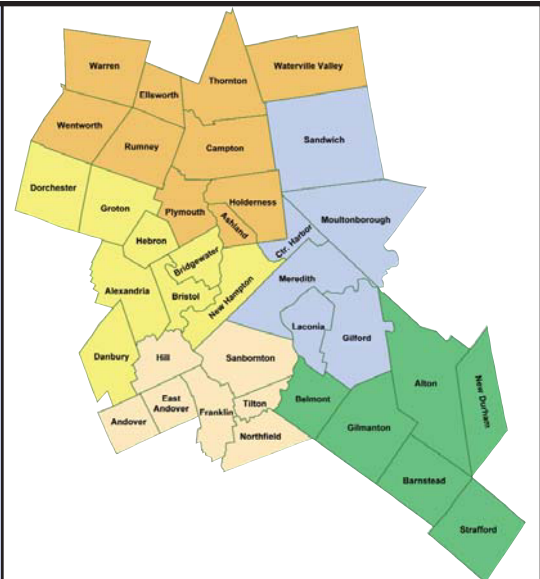 Warren
Ellsworth
Thornton
Waterville Valley
Wentworth
Rumney
Campton
Sandwich
Dorchester
Groton
Plymouth
Holderness
Ashland
Moultonborough
Hebron
Ctr. Harbor
Bridgewater
Alexandria
Bristol
New Hampton
Meredith
Laconia
Gilford
Danbury
Hill
Sanbornton
Alton
New Durham
Andover
East
Andover
Franklin
Tilton
Northfield
Belmont
Gilmanton
Barnstead
Strafford